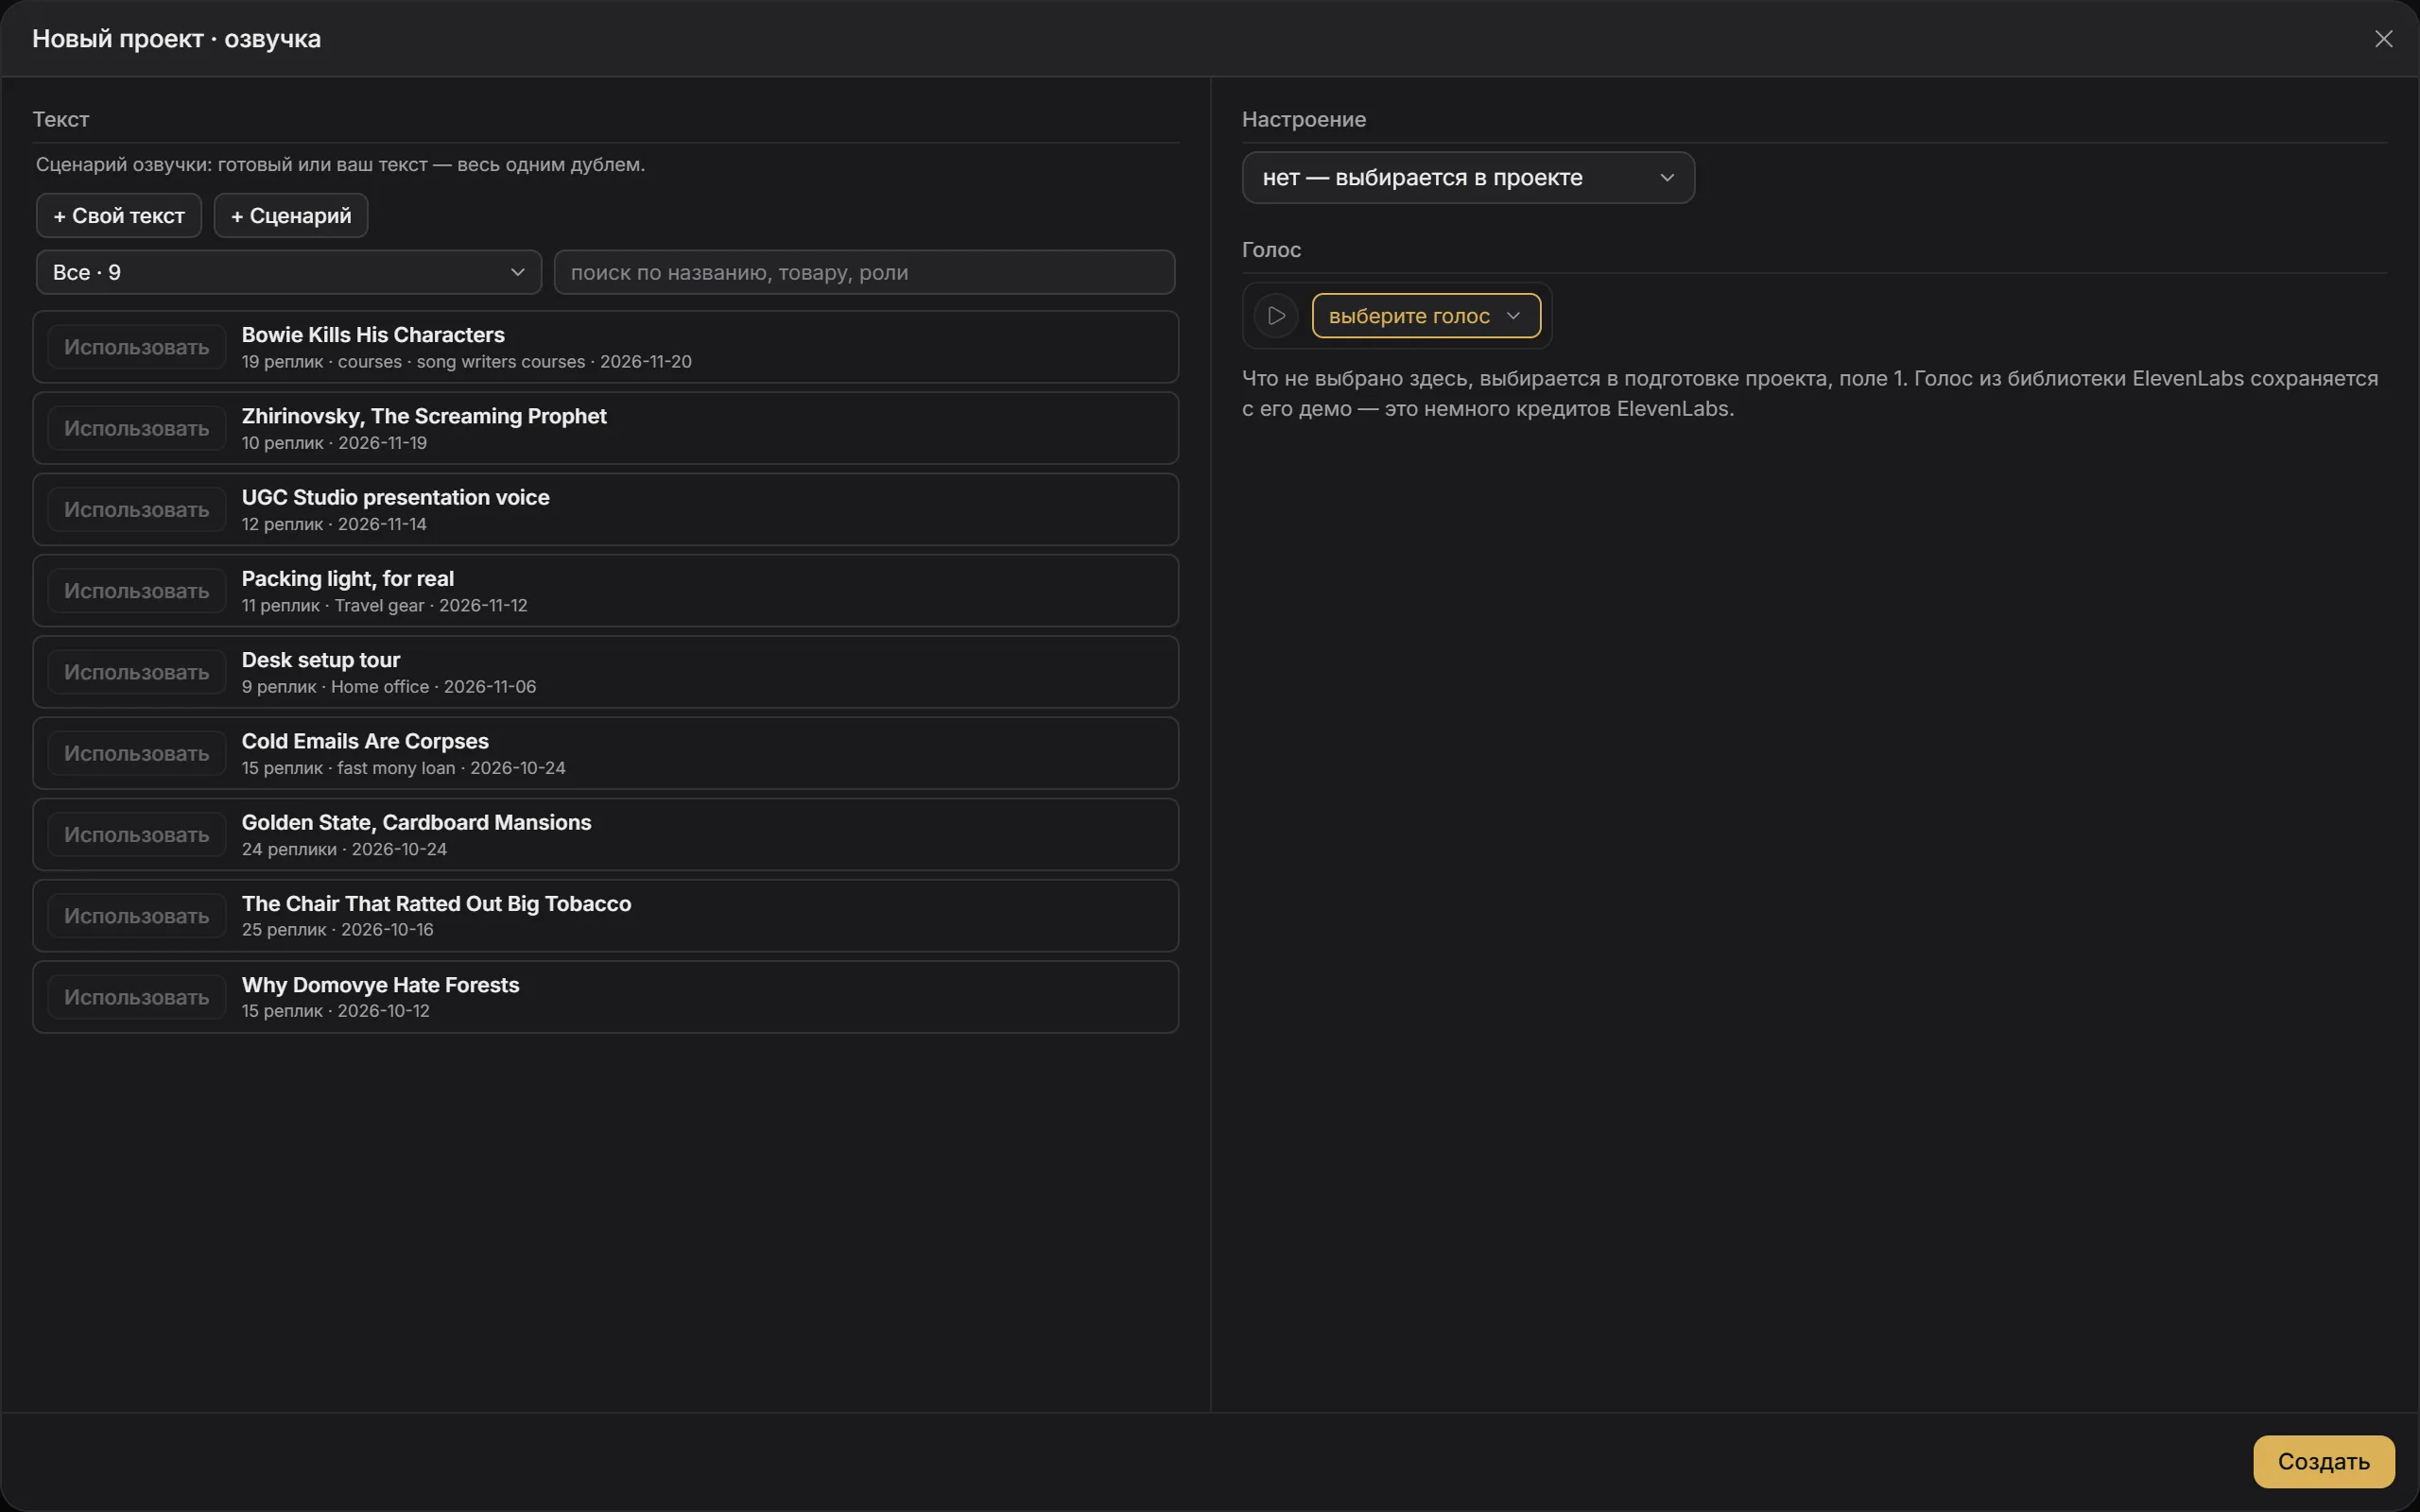 Новый проект · озвучка
Текст
Сценарий озвучки: готовый или ваш текст — весь одним дублем.
+ Свой текст
+ Сценарий
Все · 9
поиск по названию, товару, роли
Использовать
Bowie Kills His Characters
19 реплик · courses · song writers courses · 2026-11-20
Использовать
Zhirinovsky, The Screaming Prophet
10 реплик · 2026-11-19
Использовать
UGC Studio presentation voice
12 реплик · 2026-11-14
Использовать
Packing light, for real
11 реплик · Travel gear · 2026-11-12
Использовать
Desk setup tour
9 реплик · Home office · 2026-11-06
Использовать
Cold Emails Are Corpses
15 реплик · fast mony loan · 2026-10-24
Использовать
Golden State, Cardboard Mansions
24 реплики · 2026-10-24
Использовать
The Chair That Ratted Out Big Tobacco
25 реплик · 2026-10-16
Использовать
Why Domovye Hate Forests
15 реплик · 2026-10-12
Настроение
нет — выбирается в проекте
Голос
выберите голос
Что не выбрано здесь, выбирается в подготовке проекта, поле 1. Голос из библиотеки ElevenLabs сохраняется
с его демо — это немного кредитов ElevenLabs.
Создать